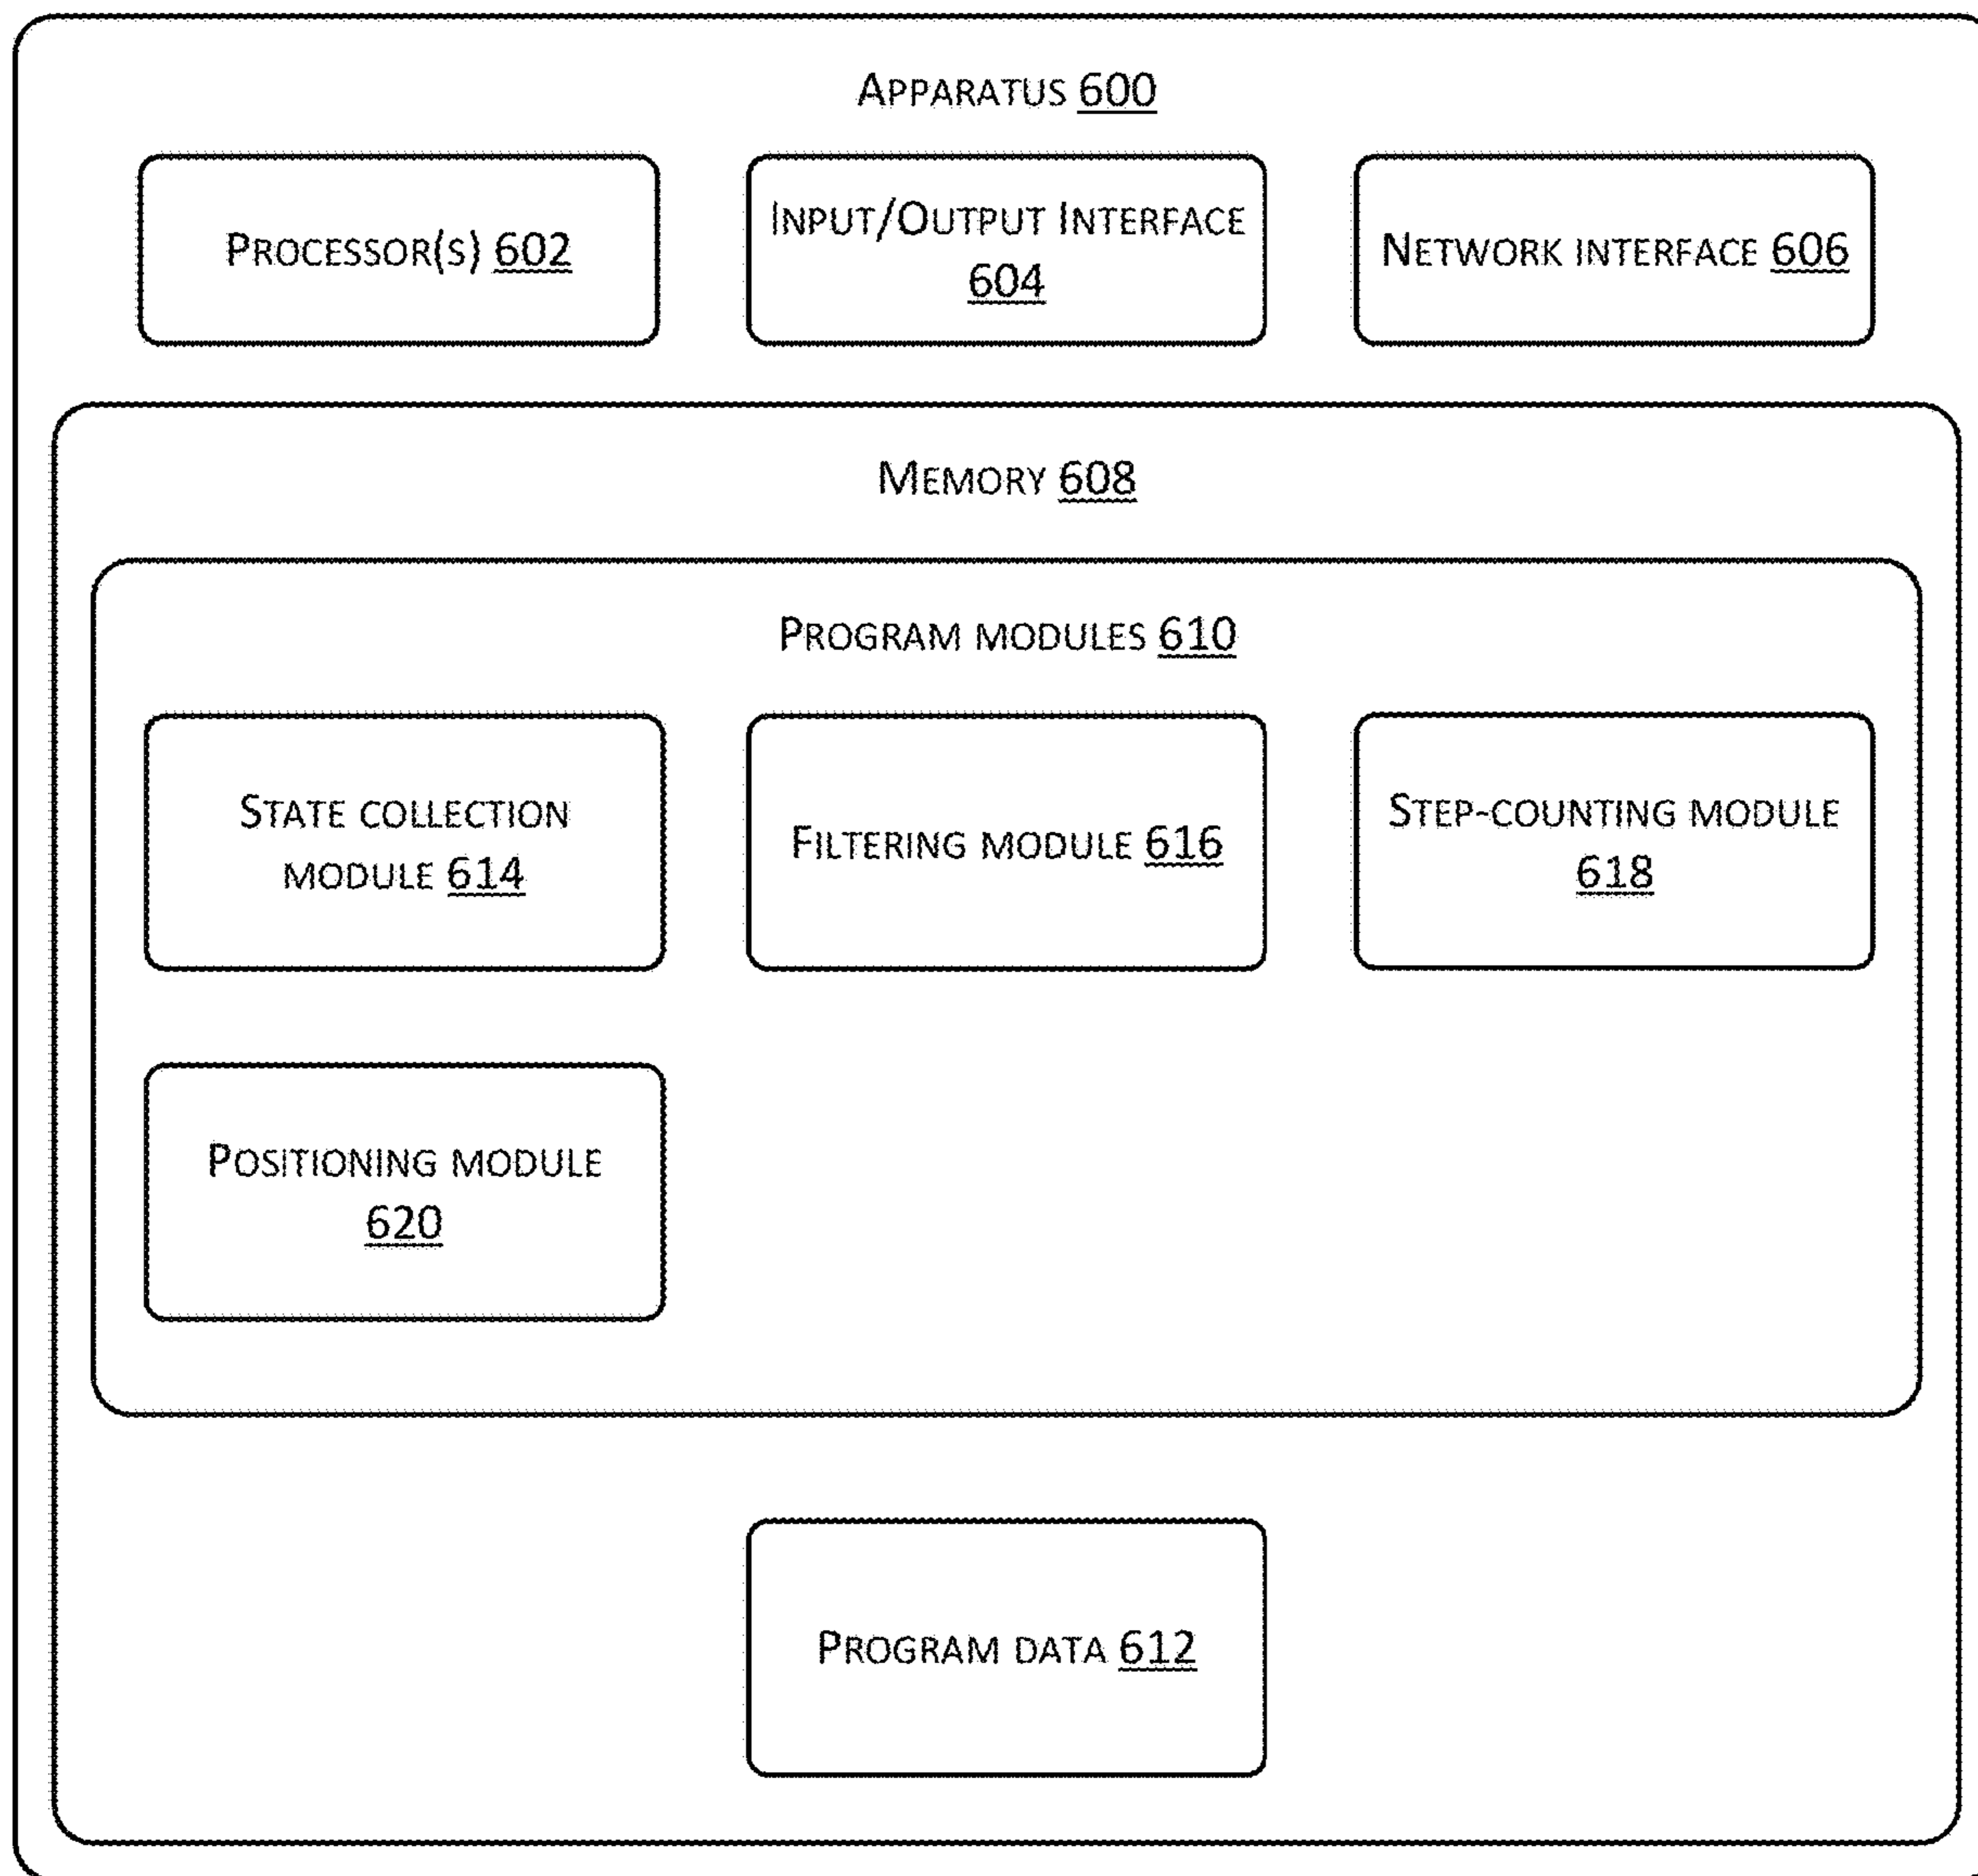 APPARATUS 600
PROCESSOR(S) 602
INPUT/OUTPUT INTERFACE
604
NETWORK INTERFACE 606
MEMORY 608
PROGRAM MODULES 610
STATE COLLECTION
MODULE 614
FILTERING MODULE 616
STEP-COUNTING MODULE
618
POSITIONING MODULE
620
PROGRAM DATA 612